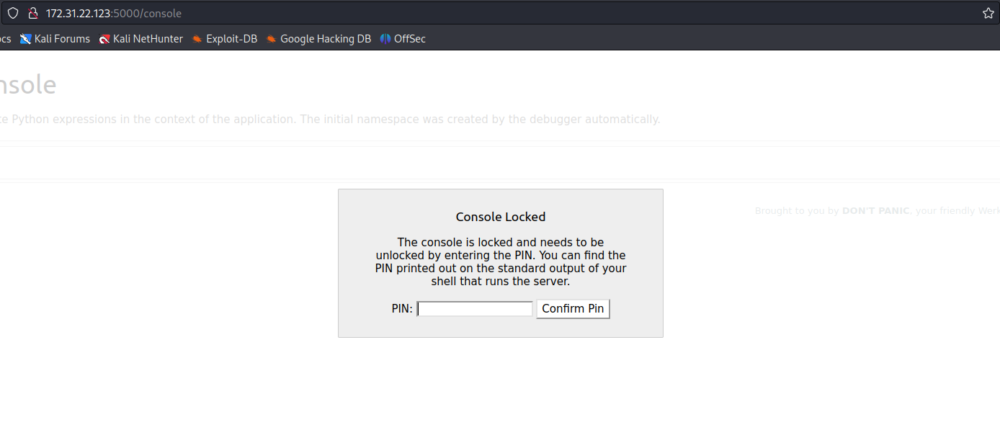 172.31.22.123:5000/console
ocs Kali Forums Kali NetHunter Exploit-DB Google Hacking DB OffSec
nsole
te Python expressions in the context of the application. The initial namespace was created by the debugger automatically.
Console Locked
Brought to you by DON'T PANIC, your friendly Werk
The console is locked and needs to be
unlocked by entering the PIN. You can find the
PIN printed out on the standard output of your
shell that runs the server.
PIN: Confirm Pin